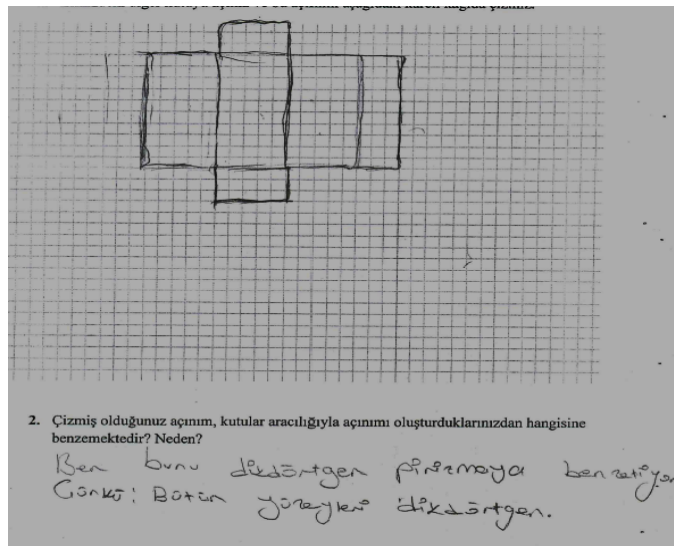 2. Çizmiş olduğunuz açınım, kutular aracılığıyla açınımı oluşturduklarınızdan hangisine
benzemektedir? Neden?
Ben bunu dikdörtgen pirizmaya benzetiyor
Çünkü: Bütün yüzeyleri dikdörtgen.